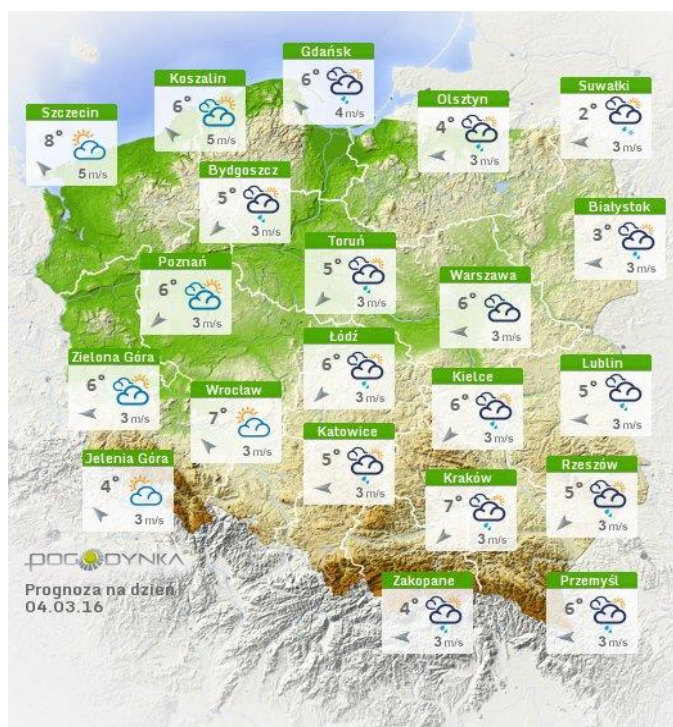 Gdańsk
6°
4 m/s
Koszalin
6°
5 m/s
Suwałki
2°
3 m/s
Olsztyn
4°
3 m/s
Szczecin
8°
5 m/s
Bydgoszcz
5°
3 m/s
Białystok
3°
3 m/s
Toruń
5°
3 m/s
Poznań
6°
3 m/s
Warszawa
6°
3 m/s
Łódź
6°
3 m/s
Zielona Góra
6°
3 m/s
Lublin
5°
3 m/s
Kielce
6°
3 m/s
Wrocław
7°
3 m/s
Katowice
5°
3 m/s
Jelenia Góra
4°
3 m/s
Rzeszów
5°
3 m/s
Kraków
7°
3 m/s
POGODYNKA
Prognoza na dzień
04.03.16
Zakopane
4°
3 m/s
Przemyśl
6°
3 m/s